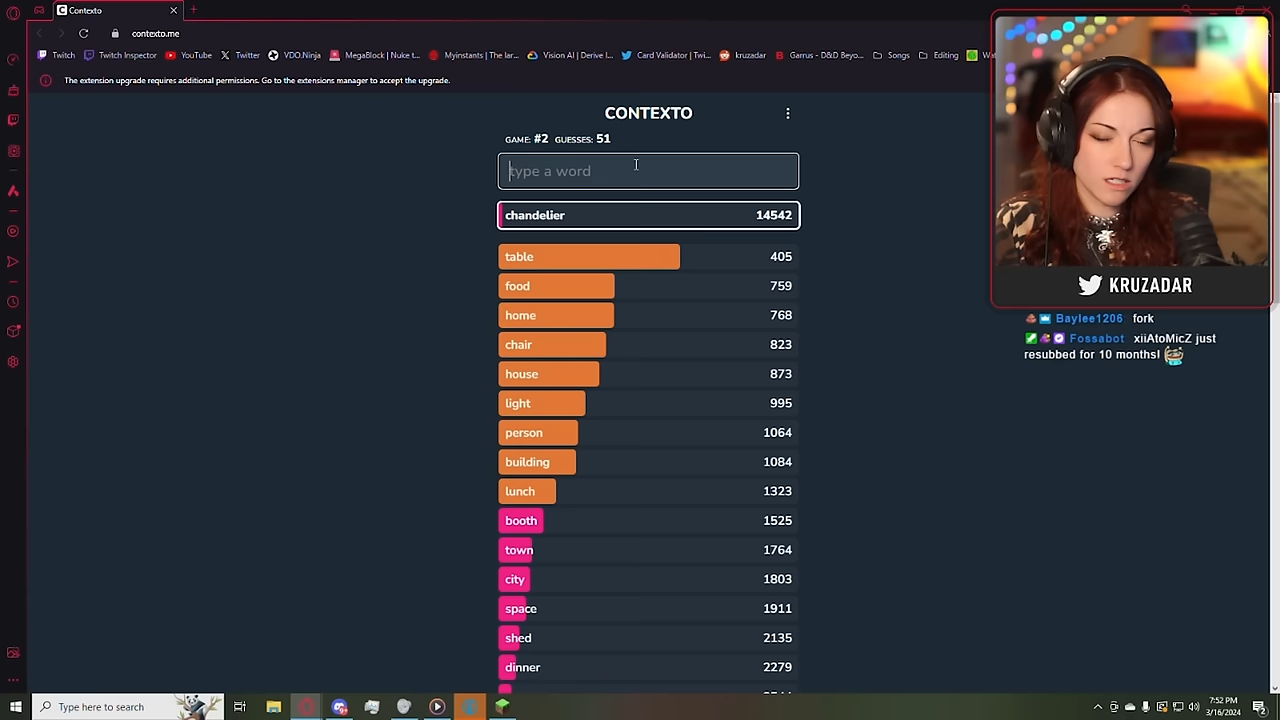 Contexto
contexto.me
Twitch
Twitch Inspector
YouTube
Twitter
VDO.Ninja
MegaBlock | Nuke t...
Myinstants | The lar...
Vision AI | Derive I...
Card Validator | Twi...
kruzadar
Garrus - D&D Beyo...
Songs
Editing
The extension upgrade requires additional permissions. Go to the extensions manager to accept the upgrade.
CONTEXTO
GAME: #2 GUESSES: 51
type a word
chandelier 14542
table 405
food 759
home 768
chair 823
house 873
light 995
person 1064
building 1084
lunch 1323
booth 1525
town 1764
city 1803
space 1911
shed 2135
dinner 2279
KRUZADAR
Baylee1206 fork
Fossabot xiiAtoMicZ just
resubbed for 10 months!
Type here to search
7:52 PM
3/16/2024